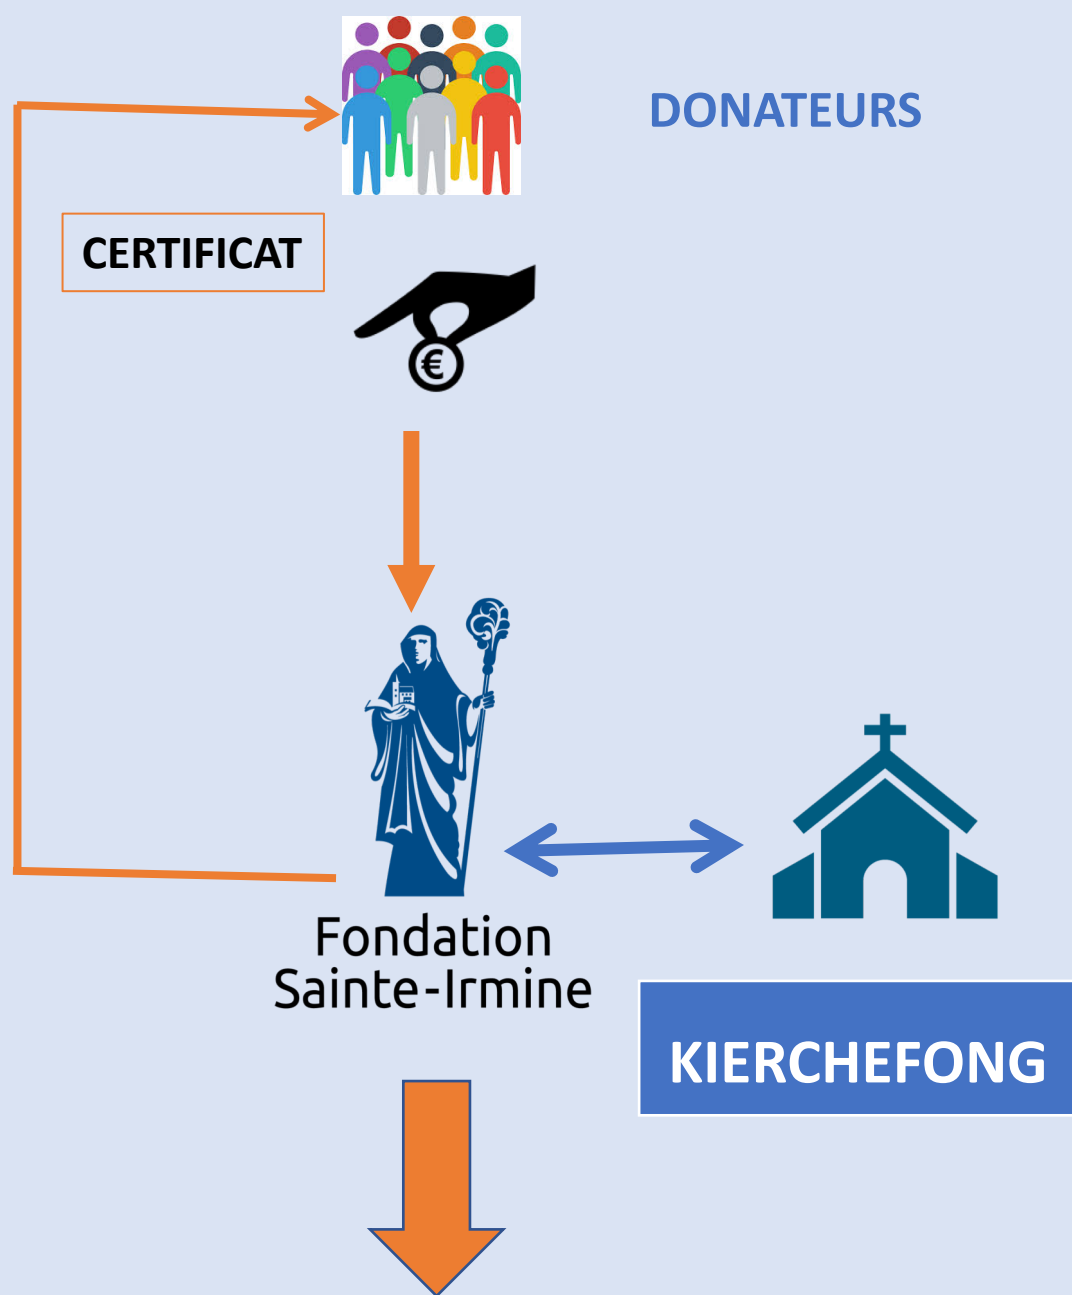 DONATEURS
CERTIFICAT
€
Fondation
Sainte-Irmine
KIERCHEFONG